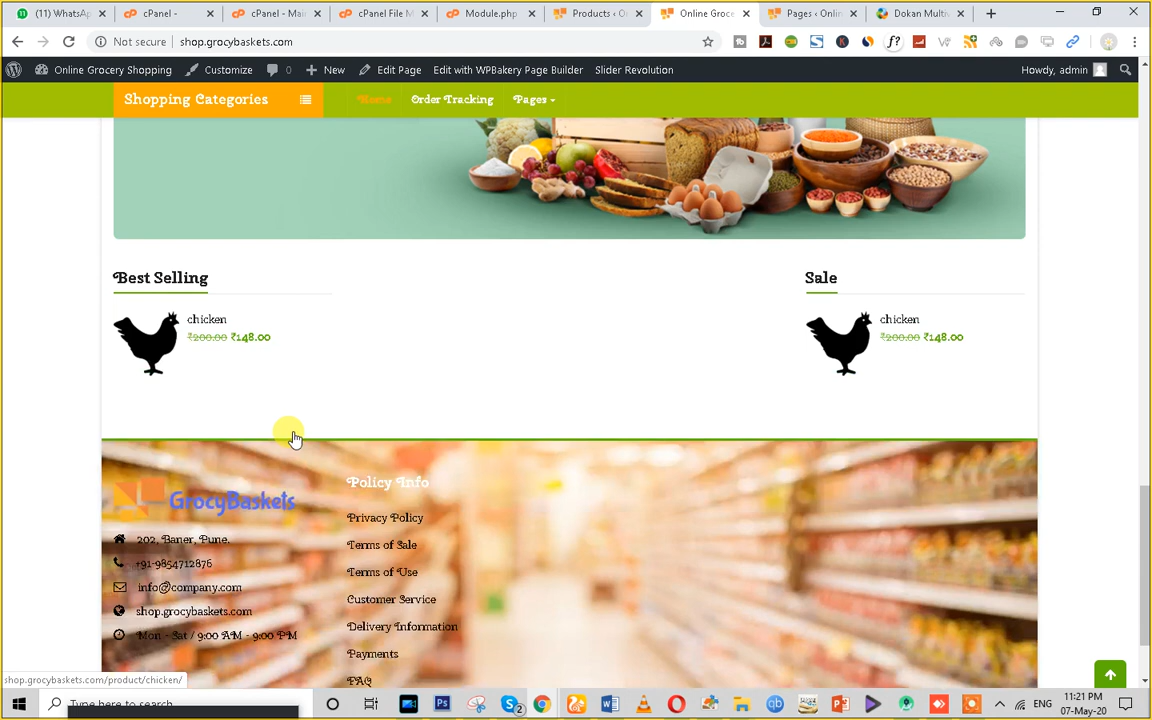 (11) WhatsAp
cPanel -
cPanel - Mai
cPanel File M
Module.php
Products ‹ O
Online Groce
Pages ‹ Onlin
Dokan Multiv
Not secure
shop.grocybaskets.com
Online Grocery Shopping
Customize
0
New
Edit Page
Edit with WPBakery Page Builder
Slider Revolution
Howdy, admin
Shopping Categories
Home
Order Tracking
Pages
Best Selling
chicken
₹200.00 ₹148.00
Sale
chicken
₹200.00 ₹148.00
GrocyBaskets
202, Baner, Pune.
+91-9854712876
info@company.com
shop.grocybaskets.com
Mon - Sat / 9:00 AM - 9:00 PM
Policy Info
Privacy Policy
Terms of Sale
Terms of Use
Customer Service
Delivery Information
Payments
FAQ
shop.grocybaskets.com/product/chicken/
Type here to search
ENG
11:21 PM
07-May-20